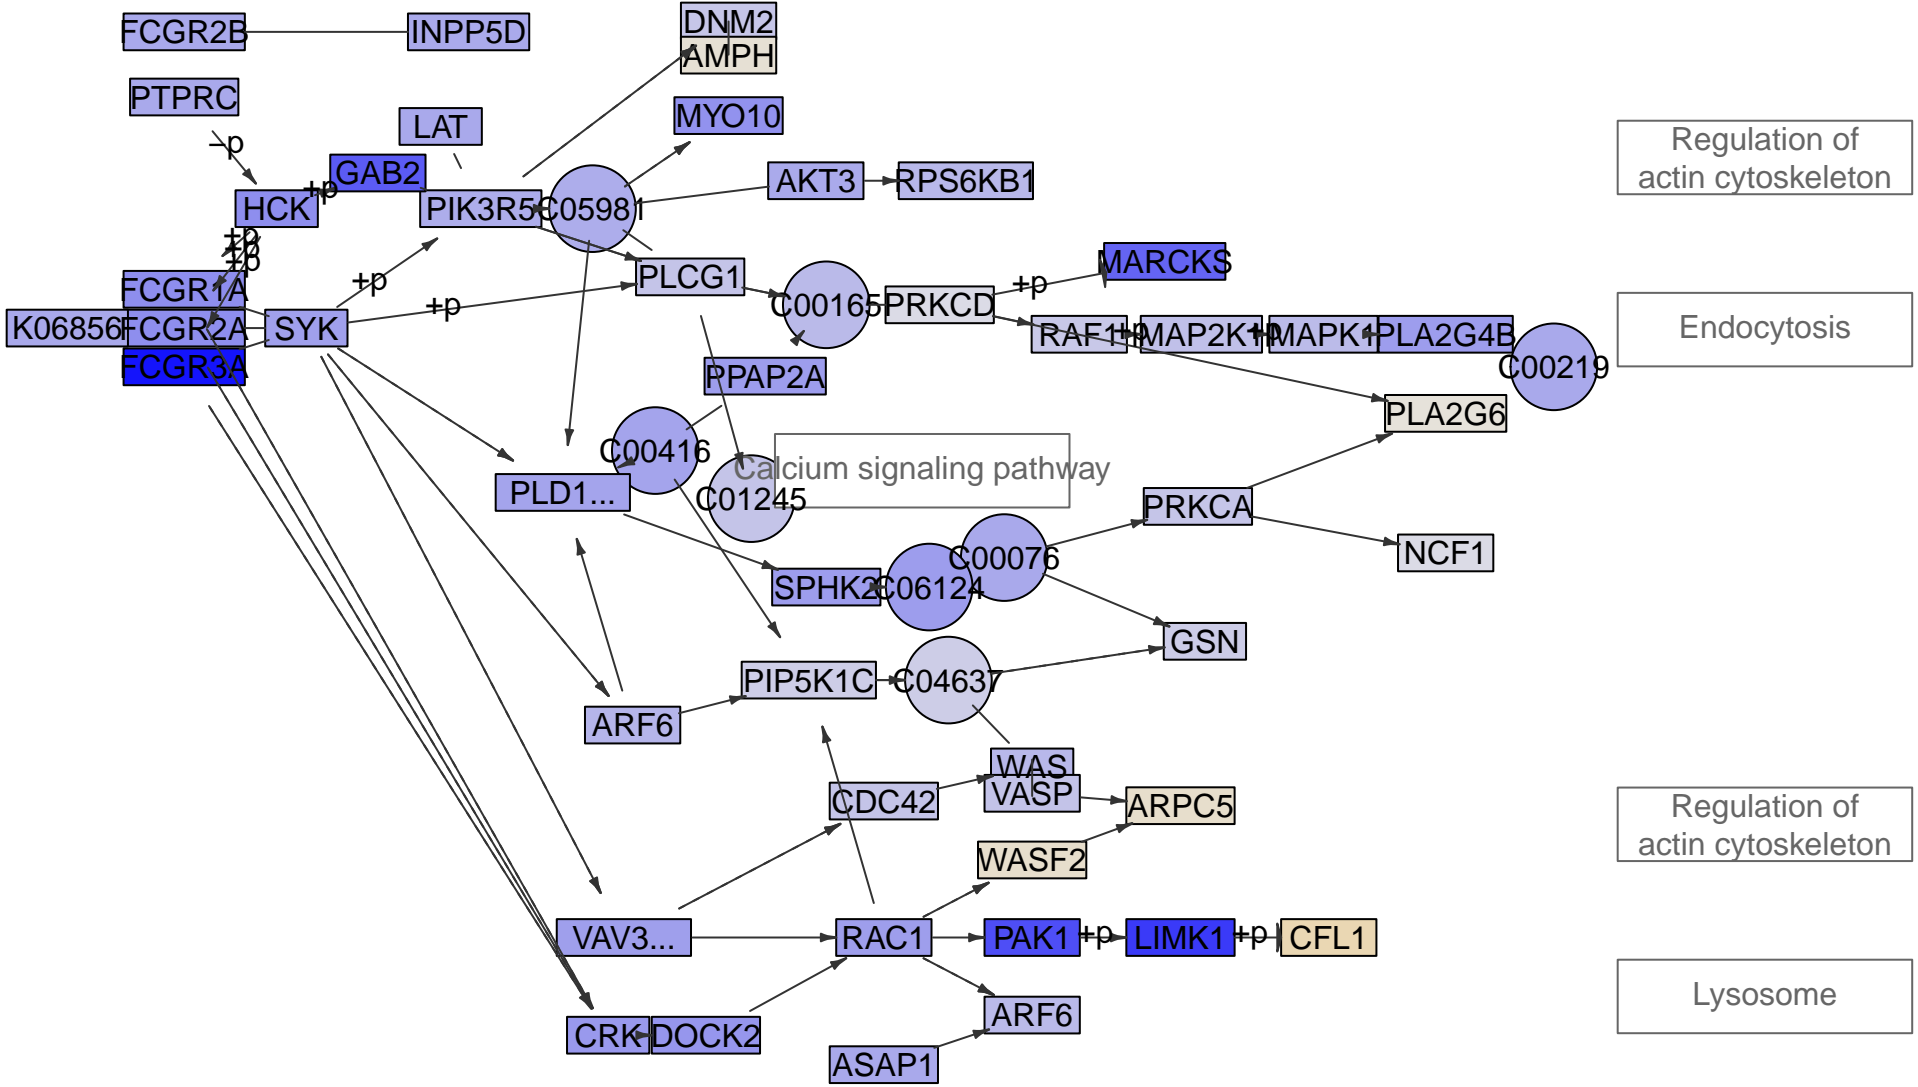 FCGR2B
INPP5D
DNM2
AMPH
PTPRC
LAT
MYO10
Regulation of
actin cytoskeleton
–p
GAB2
+p
AKT3
RPS6KB1
HCK
PIK3R5
C05981
+p
+p
+p
PLCG1
MARCKS
+p
FCGR1A
+p
+p
C00165
PRKCD
K06856
FCGR2A
SYK
RAF1
+p
MAP2K1
+p
MAPK1
PLA2G4B
Endocytosis
FCGR3A
PPAP2A
C00219
PLA2G6
C00416
Calcium signaling pathway
PLD1...
C01245
PRKCA
C00076
NCF1
SPHK2
C06124
GSN
PIP5K1C
C04637
ARF6
WAS
VASP
CDC42
ARPC5
Regulation of
actin cytoskeleton
WASF2
VAV3...
RAC1
PAK1
+p
LIMK1
+p
CFL1
Lysosome
ARF6
CRK
DOCK2
ASAP1